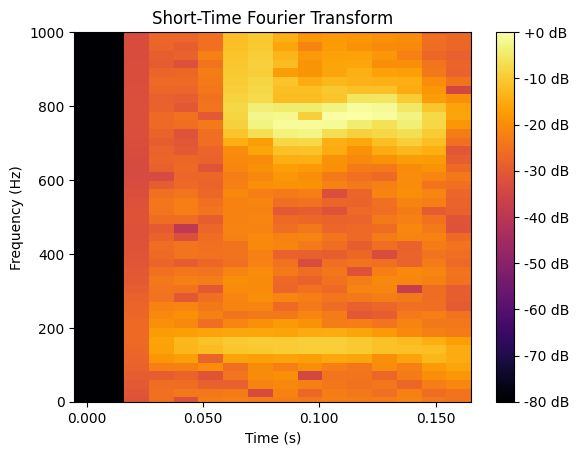 Short-Time Fourier Transform
Frequency (Hz)
1000
800
600
400
200
0
0.000
0.050
0.100
0.150
Time (s)
+0 dB
-10 dB
-20 dB
-30 dB
-40 dB
-50 dB
-60 dB
-70 dB
-80 dB